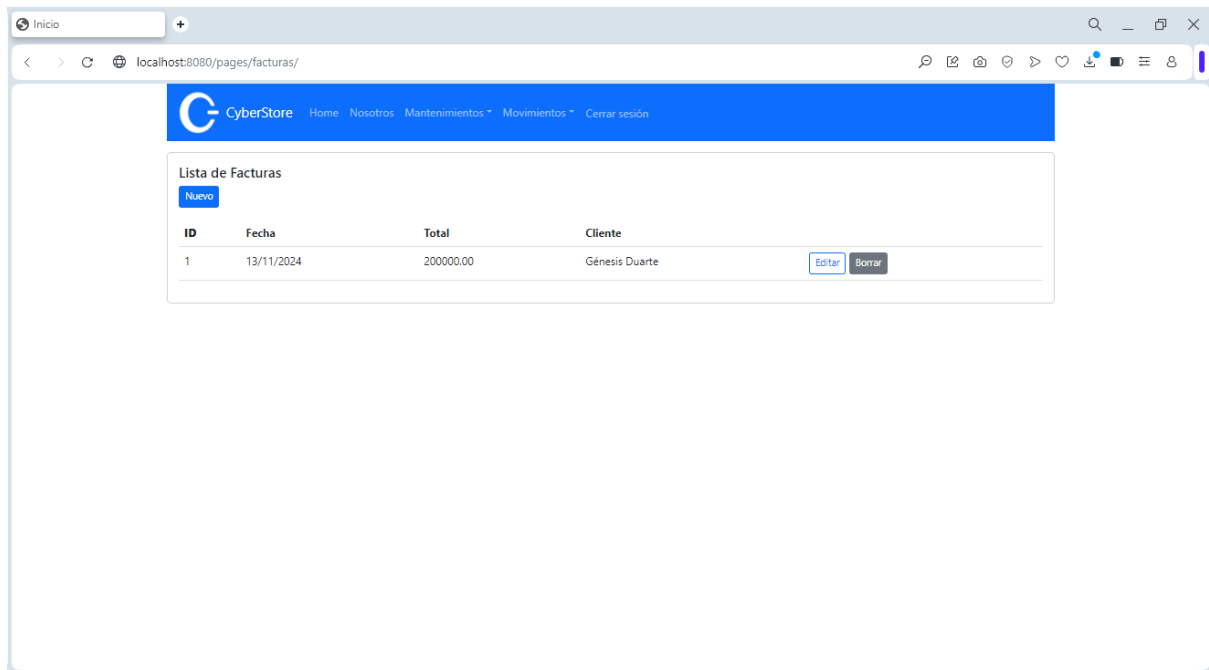 Inicio
localhost:8080/pages/facturas/
CyberStore Home Nosotros Mantenimientos Movimientos Cerrar sesión
Lista de Facturas
Nuevo
ID Fecha Total Cliente
1 13/11/2024 200000.00 Génesis Duarte Editar Borrar